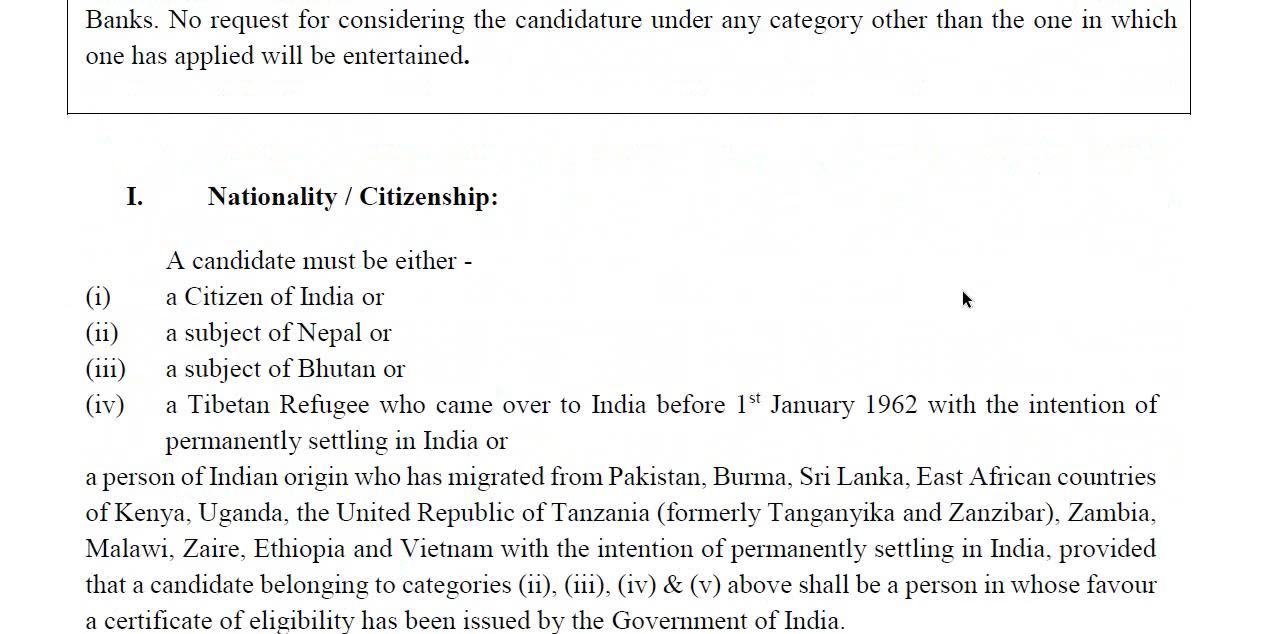 Banks. No request for considering the candidature under any category other than the one in which
one has applied will be entertained.
I. Nationality / Citizenship:
A candidate must be either -
(i) a Citizen of India or
(ii) a subject of Nepal or
(iii) a subject of Bhutan or
(iv) a Tibetan Refugee who came over to India before 1st January 1962 with the intention of
permanently settling in India or
a person of Indian origin who has migrated from Pakistan, Burma, Sri Lanka, East African countries
of Kenya, Uganda, the United Republic of Tanzania (formerly Tanganyika and Zanzibar), Zambia,
Malawi, Zaire, Ethiopia and Vietnam with the intention of permanently settling in India, provided
that a candidate belonging to categories (ii), (iii), (iv) & (v) above shall be a person in whose favour
a certificate of eligibility has been issued by the Government of India.